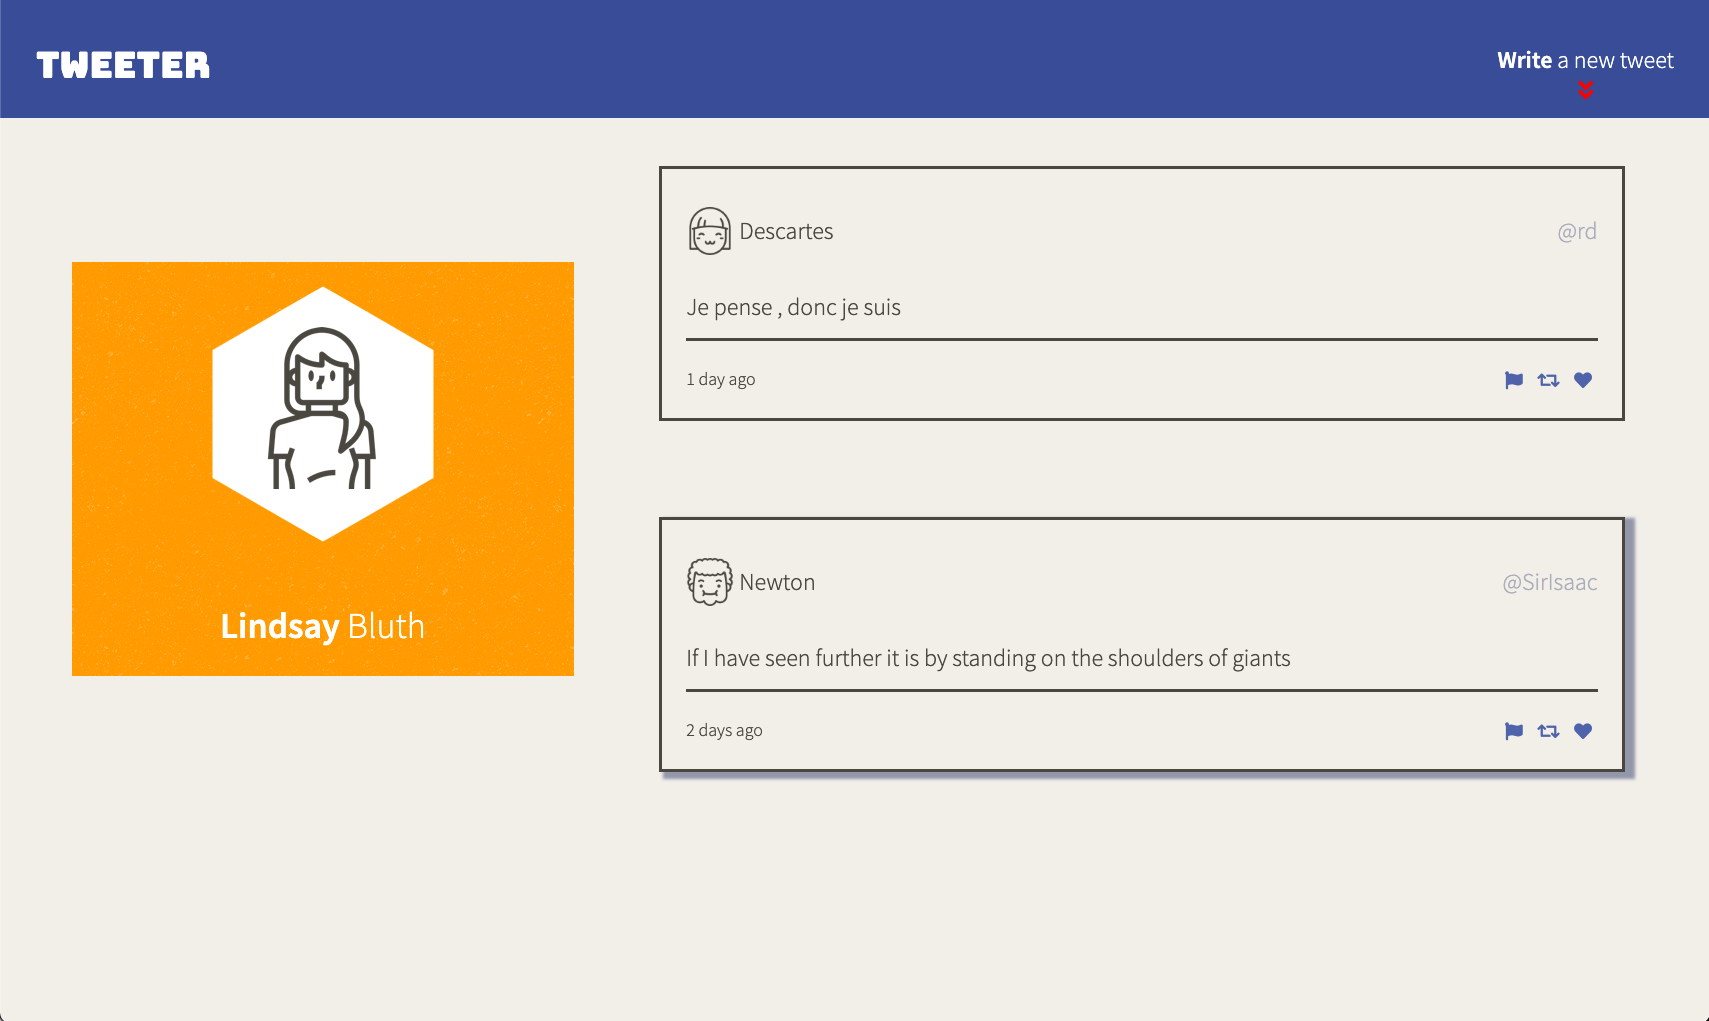 TWEETER
Write a new tweet
Lindsay Bluth
Descartes
@rd
Je pense , donc je suis
1 day ago
Newton
@SirIsaac
If I have seen further it is by standing on the shoulders of giants
2 days ago